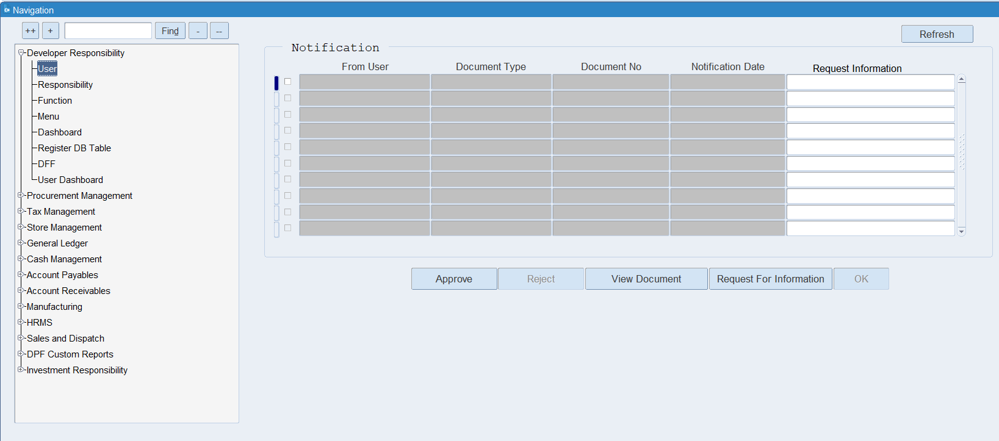 Navigation
++ + Find - --
Refresh
Developer Responsibility
User
Responsibility
Function
Menu
Dashboard
Register DB Table
DFF
User Dashboard
Procurement Management
Tax Management
Store Management
General Ledger
Cash Management
Account Payables
Account Receivables
Manufacturing
HRMS
Sales and Dispatch
DPF Custom Reports
Investment Responsibility
Notification
From User Document Type Document No Notification Date Request Information
Approve Reject View Document Request For Information OK